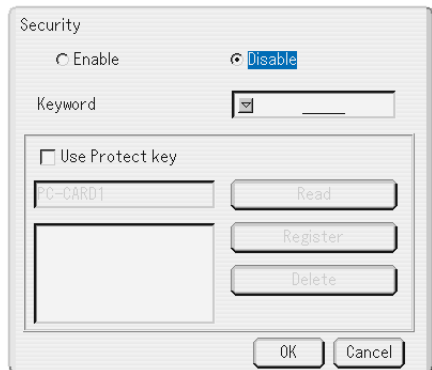 Security
Enable Disable
Keyword
Use Protect key
PC-CARD1 Read
Register
Delete
OK Cancel